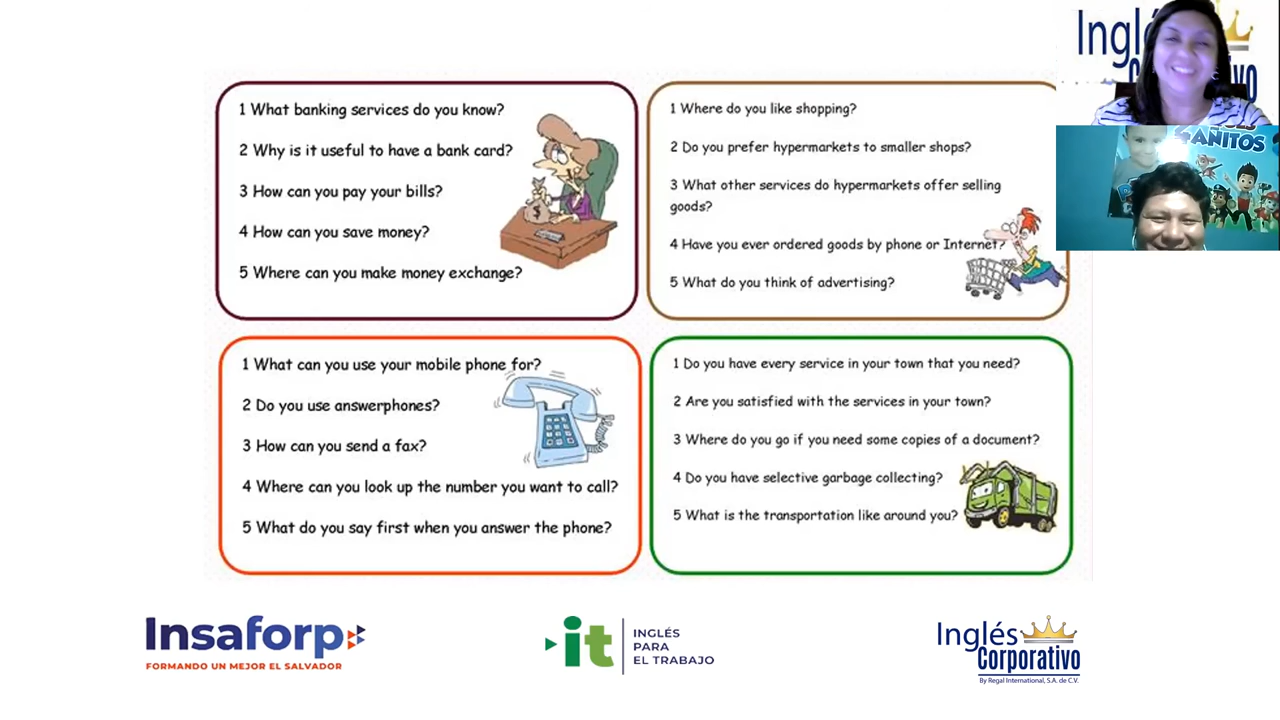 1 What banking services do you know?
2 Why is it useful to have a bank card?
3 How can you pay your bills?
4 How can you save money?
5 Where can you make money exchange?
1 Where do you like shopping?
2 Do you prefer hypermarkets to smaller shops?
3 What other services do hypermarkets offer selling
goods?
4 Have you ever ordered goods by phone or Internet?
5 What do you think of advertising?
1 What can you use your mobile phone for?
2 Do you use answerphones?
3 How can you send a fax?
4 Where can you look up the number you want to call?
5 What do you say first when you answer the phone?
1 Do you have every service in your town that you need?
2 Are you satisfied with the services in your town?
3 Where do you go if you need some copies of a document?
4 Do you have selective garbage collecting?
5 What is the transportation like around you?
Insaforp
FORMANDO UN MEJOR EL SALVADOR
it
INGLÉS
PARA
EL TRABAJO
Inglés
Corporativo
By Regal International, S.A. de C.V.
AÑITOS